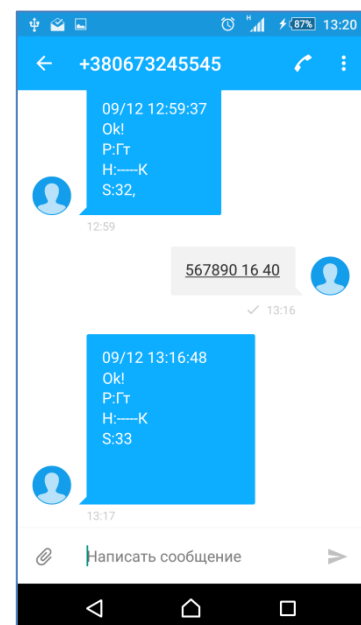 H
87% 13:20
+380673245545
09/12 12:59:37
Ok!
Р:Гт
Н:-----К
S:32,
12:59
567890 16 40
13:16
09/12 13:16:48
Ok!
Р:Гт
Н:-----К
S:33
13:17
Написать сообщение